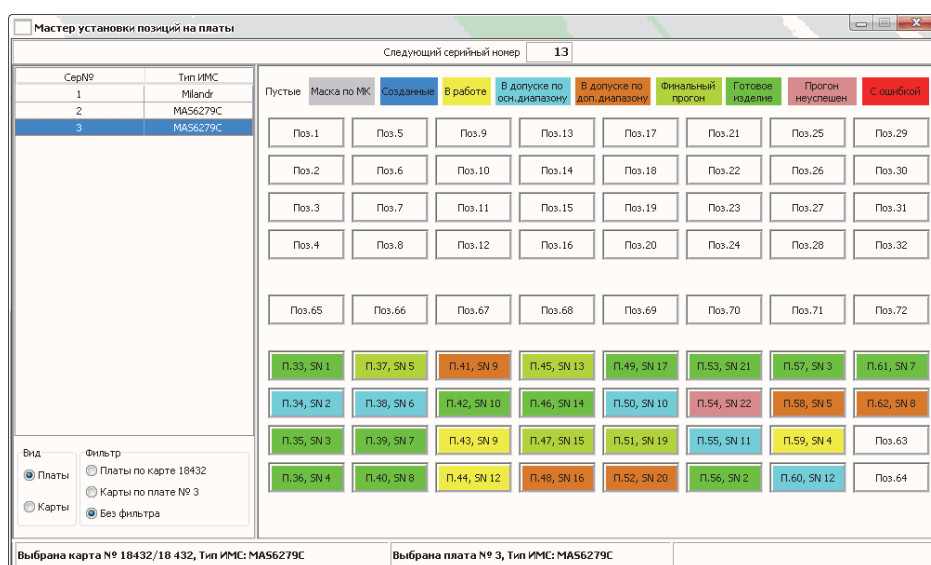 Мастер установки позиций на платы
Следующий серийный номер 13
Сер№ Тип ИМС
1 Milandr
2 MAS6279C
3 MAS6279C
Пустые Маска по МК Созданные В работе В допуске по осн.диапазону В допуске по доп.диапазону Финальный прогон Готовое изделие Прогон неуспешен С ошибкой
Поз.1 Поз.5 Поз.9 Поз.13 Поз.17 Поз.21 Поз.25 Поз.29
Поз.2 Поз.6 Поз.10 Поз.14 Поз.18 Поз.22 Поз.26 Поз.30
Поз.3 Поз.7 Поз.11 Поз.15 Поз.19 Поз.23 Поз.27 Поз.31
Поз.4 Поз.8 Поз.12 Поз.16 Поз.20 Поз.24 Поз.28 Поз.32
Поз.65 Поз.66 Поз.67 Поз.68 Поз.69 Поз.70 Поз.71 Поз.72
П.33, SN 1 П.37, SN 5 П.41, SN 9 П.45, SN 13 П.49, SN 17 П.53, SN 21 П.57, SN 3 П.61, SN 7
П.34, SN 2 П.38, SN 6 П.42, SN 10 П.46, SN 14 П.50, SN 10 П.54, SN 22 П.58, SN 5 П.62, SN 8
П.35, SN 3 П.39, SN 7 П.43, SN 9 П.47, SN 15 П.51, SN 19 П.55, SN 11 П.59, SN 4 Поз.63
П.36, SN 4 П.40, SN 8 П.44, SN 12 П.48, SN 16 П.52, SN 20 П.56, SN 2 П.60, SN 12 Поз.64
Вид
Платы
Карты
Фильтр
Платы по карте 18432
Карты по плате № 3
Без фильтра
Выбрана карта № 18432/18 432, Тип ИМС: MAS6279C
Выбрана плата № 3, Тип ИМС: MAS6279C